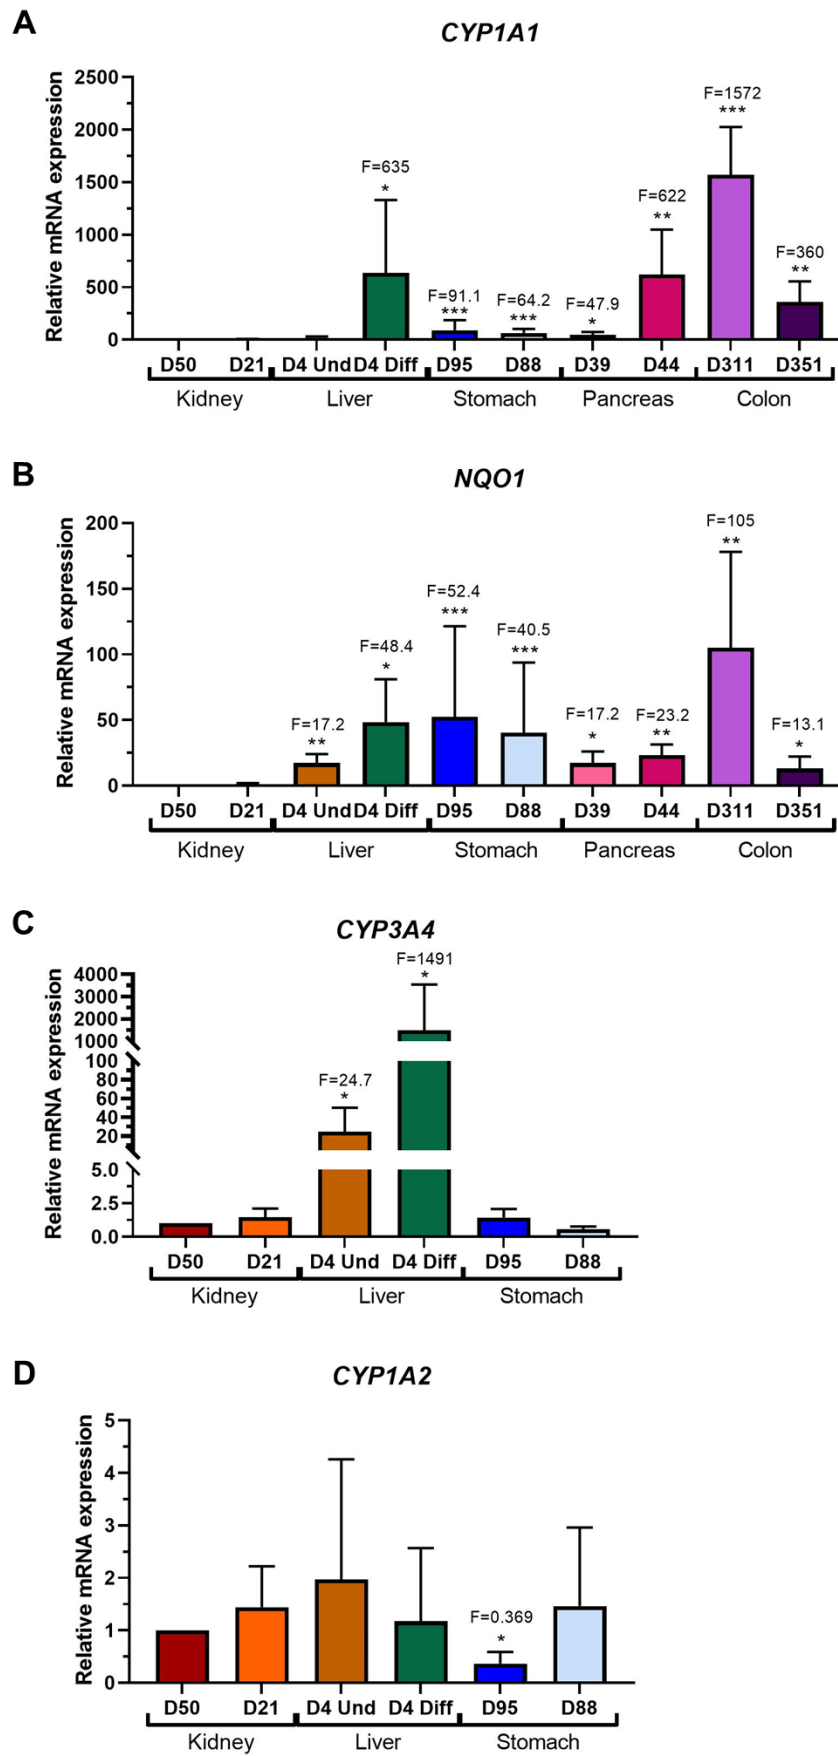 A
CYP1A1
Relative mRNA expression
2500
2000
1500
1000
500
0
F=635
*
F=91.1
***
F=64.2
***
F=47.9
*
F=622
**
F=1572
***
F=360
**
D50 D21 D4 Und D4 Diff D95 D88 D39 D44 D311 D351
Kidney Liver Stomach Pancreas Colon
B
NQO1
Relative mRNA expression
200
150
100
50
0
F=17.2
**
F=48.4
*
F=52.4
***
F=40.5
***
F=17.2
*
F=23.2
**
F=105
**
F=13.1
*
D50 D21 D4 Und D4 Diff D95 D88 D39 D44 D311 D351
Kidney Liver Stomach Pancreas Colon
C
CYP3A4
Relative mRNA expression
4000
3000
2000
1000
100
80
60
40
20
5.0
2.5
0.0
F=24.7
*
F=1491
*
D50 D21 D4 Und D4 Diff D95 D88
Kidney Liver Stomach
D
CYP1A2
Relative mRNA expression
5
4
3
2
1
0
F=0.369
*
D50 D21 D4 Und D4 Diff D95 D88
Kidney Liver Stomach